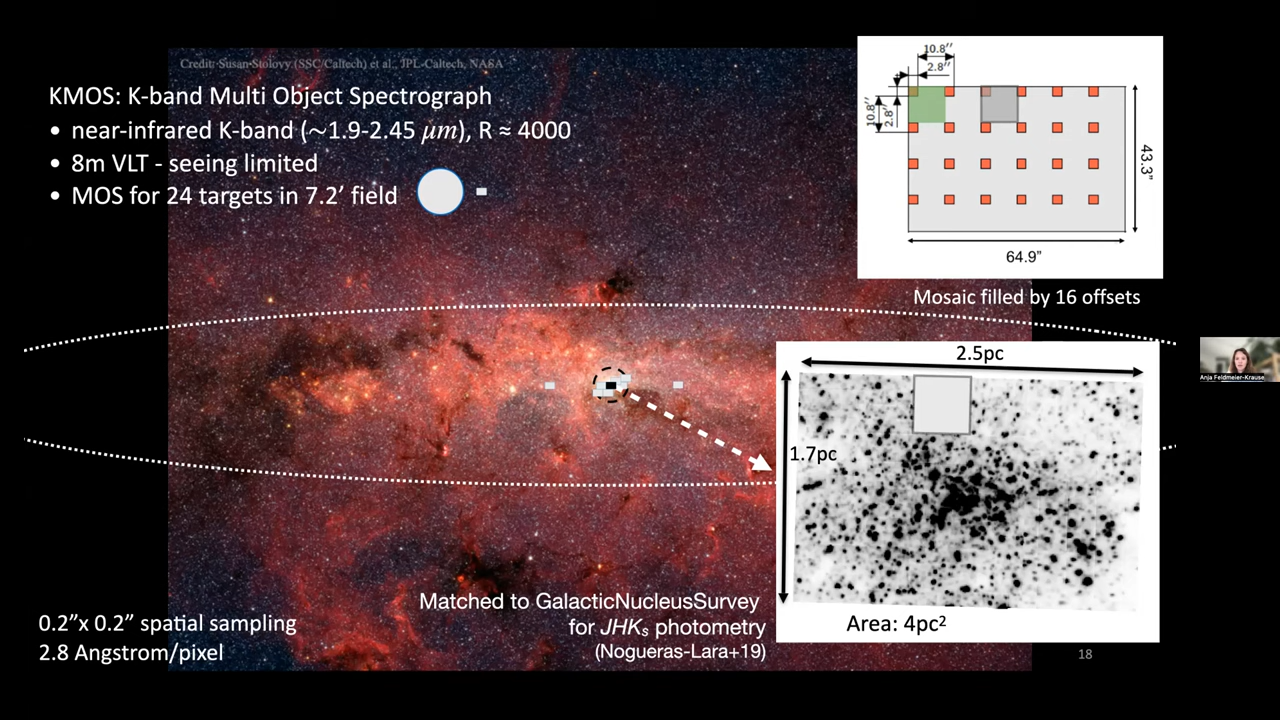 Credit: Susan Stolovy (SSC/Caltech) et al., JPL-Caltech, NASA
KMOS: K-band Multi Object Spectrograph
• near-infrared K-band (~1.9-2.45 μm), R ≈ 4000
• 8m VLT - seeing limited
• MOS for 24 targets in 7.2’ field
10.8’’
2.8’’
10.8’’
2.8’’
43.3”
64.9”
Mosaic filled by 16 offsets
2.5pc
1.7pc
Area: 4pc²
Anja Feldmeier-Krause
Matched to GalacticNucleusSurvey
for JHKs photometry
(Nogueras-Lara+19)
0.2”x 0.2” spatial sampling
2.8 Angstrom/pixel
18